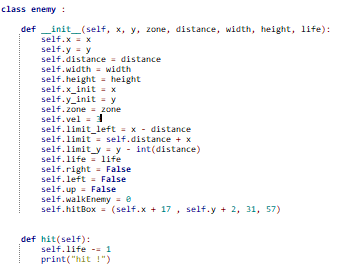 class enemy :
def __init__(self, x, y, zone, distance, width, height, life):
self.x = x
self.y = y
self.distance = distance
self.width = width
self.height = height
self.x_init = x
self.y_init = y
self.zone = zone
self.vel = 3
self.limit_left = x - distance
self.limit = self.distance + x
self.limit_y = y - int(distance)
self.life = life
self.right = False
self.left = False
self.up = False
self.walkEnemy = 0
self.hitBox = (self.x + 17 , self.y + 2, 31, 57)
def hit(self):
self.life -= 1
print("hit !")